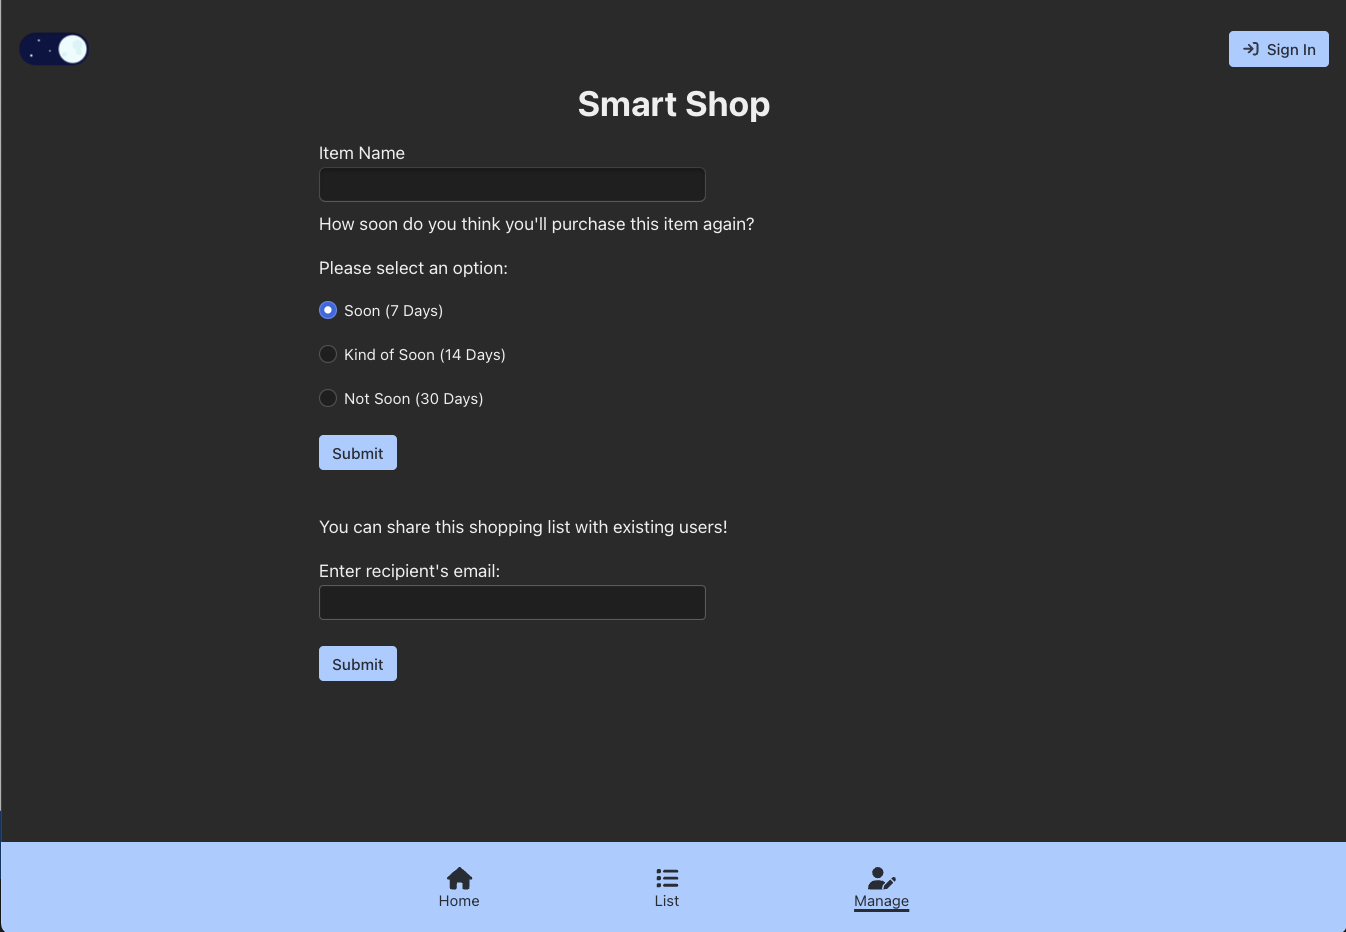 Sign In
Smart Shop
Item Name
How soon do you think you'll purchase this item again?
Please select an option:
Soon (7 Days)
Kind of Soon (14 Days)
Not Soon (30 Days)
Submit
You can share this shopping list with existing users!
Enter recipient's email:
Submit
Home
List
Manage